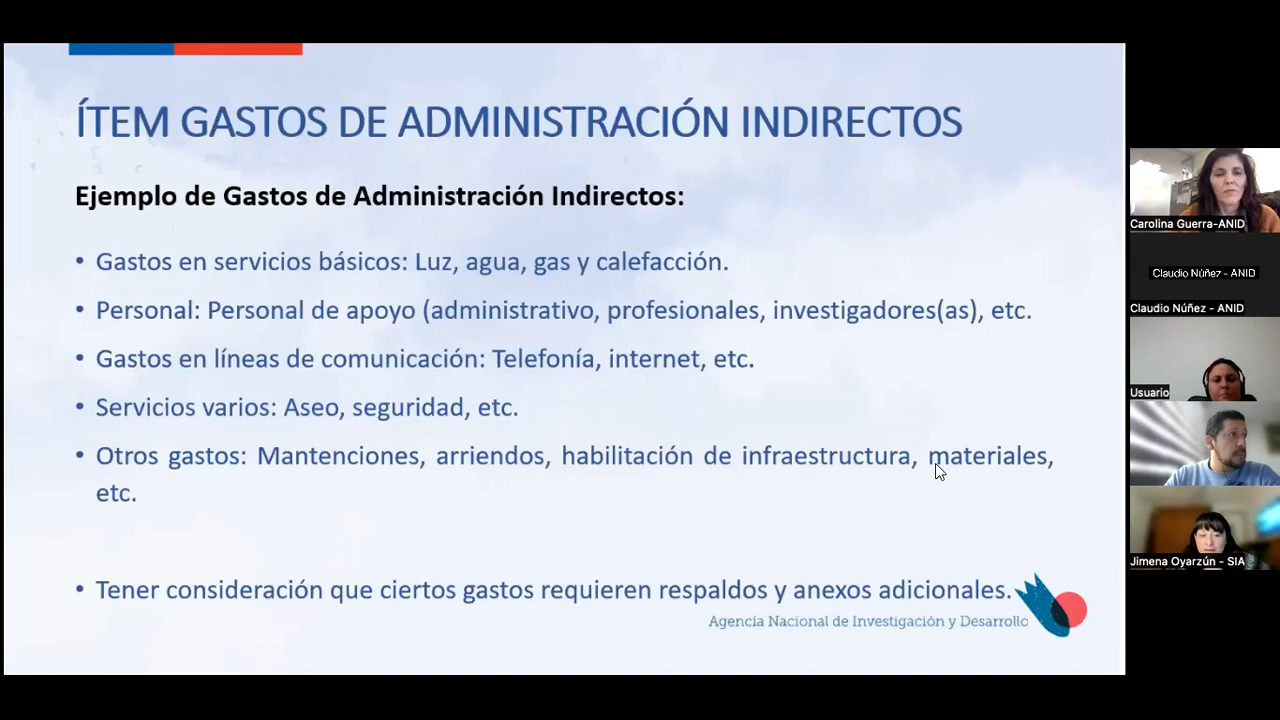 ÍTEM GASTOS DE ADMINISTRACIÓN INDIRECTOS
Ejemplo de Gastos de Administración Indirectos:
• Gastos en servicios básicos: Luz, agua, gas y calefacción.
• Personal: Personal de apoyo (administrativo, profesionales, investigadores(as), etc.
• Gastos en líneas de comunicación: Telefonía, internet, etc.
• Servicios varios: Aseo, seguridad, etc.
• Otros gastos: Mantenciones, arriendos, habilitación de infraestructura, materiales,
etc.
• Tener consideración que ciertos gastos requieren respaldos y anexos adicionales.
Agencia Nacional de Investigación y Desarrollo
Carolina Guerra-ANID
Claudio Núñez - ANID
Claudio Núñez - ANID
Usuario
Jimena Oyarzún - SIA